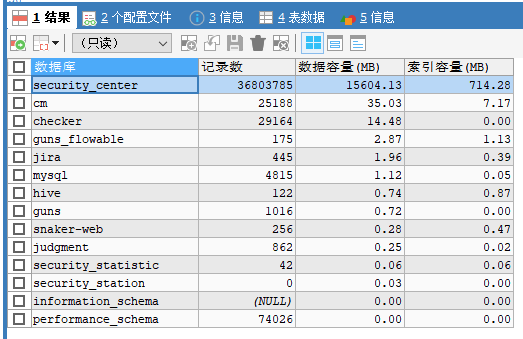 1 结果 2 个配置文件 3 信息 4 表数据 5 信息
（只读）
数据库 记录数 数据容量(MB) 索引容量(MB)
security_center 36803785 15604.13 714.28
cm 25188 35.03 7.17
checker 29164 14.48 0.00
guns_flowable 175 2.87 1.13
jira 445 1.96 0.39
mysql 4815 1.12 0.05
hive 122 0.74 0.87
guns 1016 0.72 0.00
snaker-web 256 0.28 0.47
judgment 862 0.25 0.02
security_statistic 42 0.06 0.06
security_station 0 0.03 0.00
information_schema (NULL) 0.00 0.00
performance_schema 74026 0.00 0.00